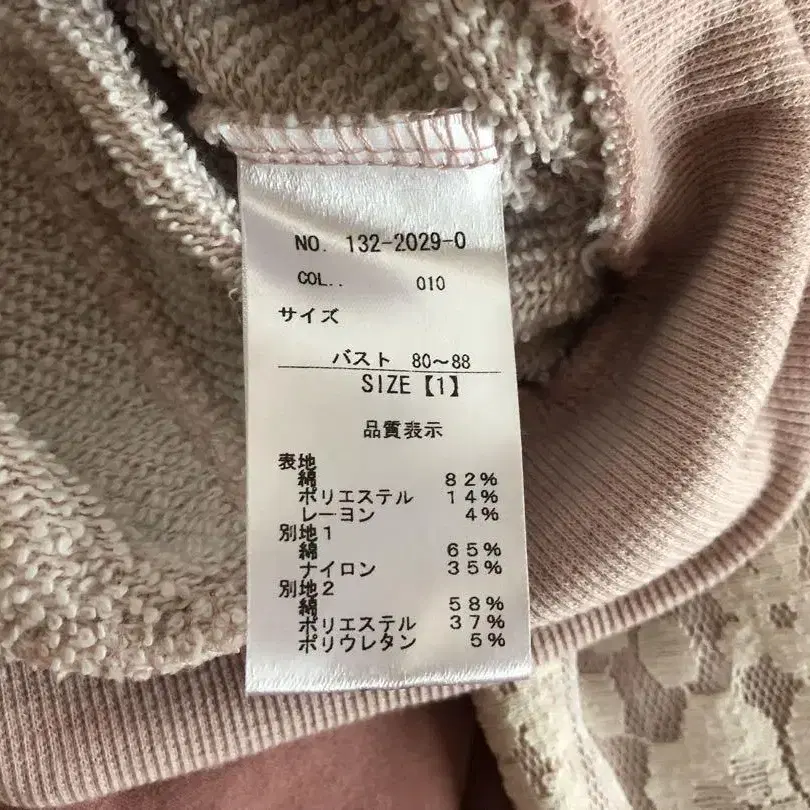 NO. 132-2029-0
COL.. 010
サイズ
バスト 80～88
SIZE【1】
品質表示
表地
綿 82%
ポリエステル 14%
レーヨン 4%
別地1
綿 65%
ナイロン 35%
別地2
綿 58%
ポリエステル 37%
ポリウレタン 5%